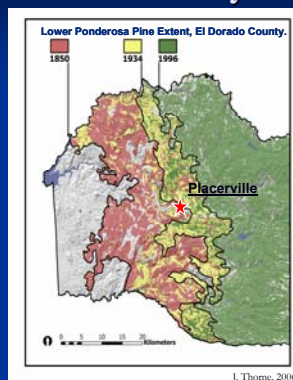 Lower Ponderosa Pine Extent, El Dorado County.
1850 1934 1996
Placerville
0 5 10 15 20
Kilometers
J. Thorne, 2006